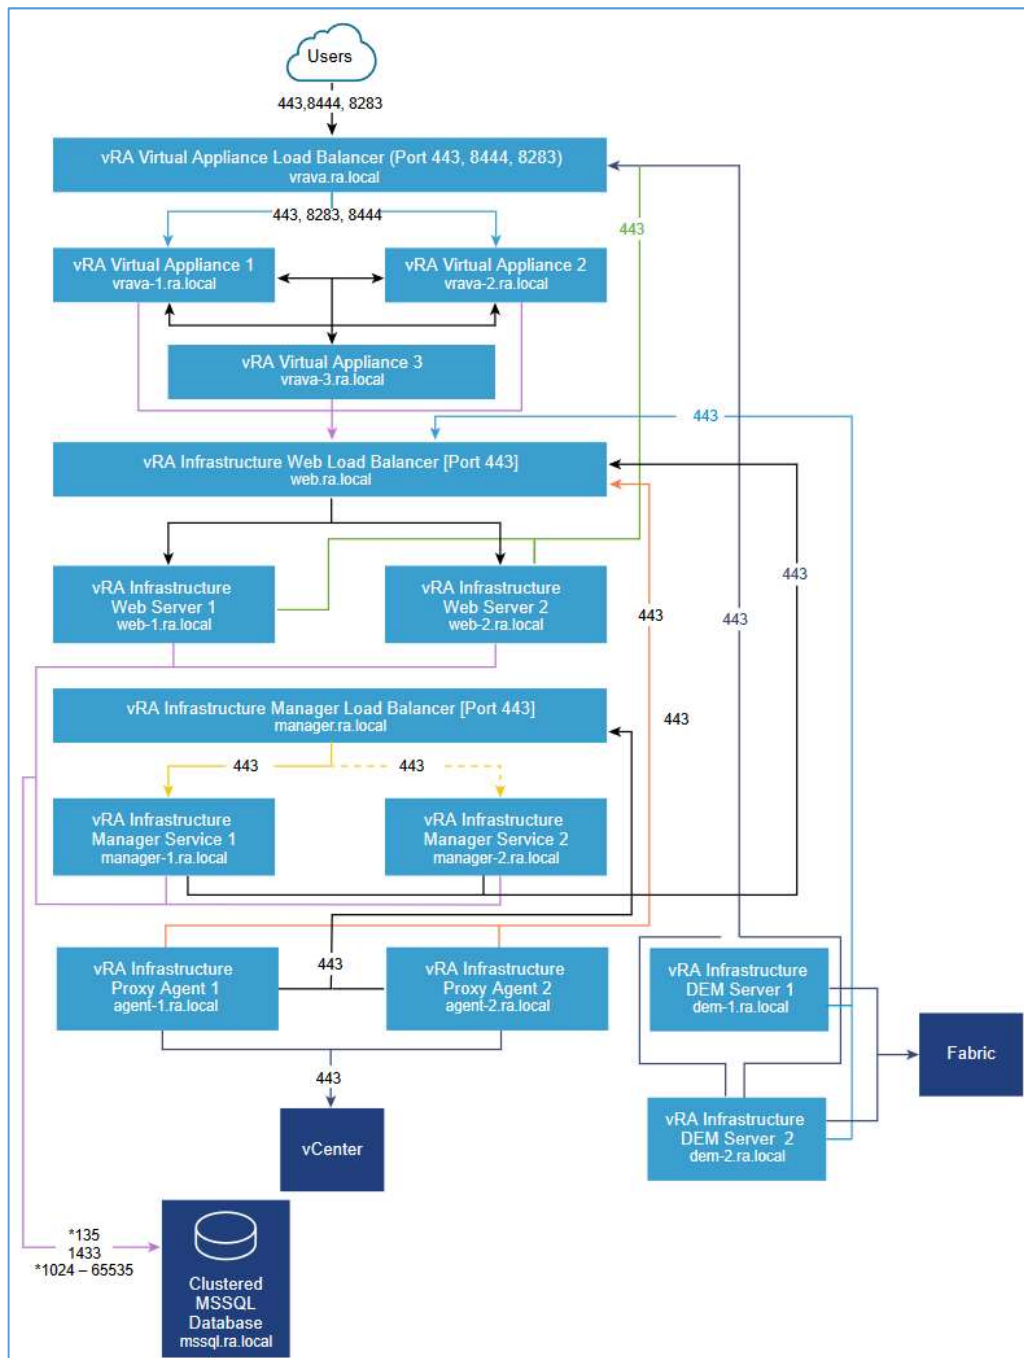 Users
443,8444, 8283
vRA Virtual Appliance Load Balancer (Port 443, 8444, 8283)
vrava.ra.local
443, 8283, 8444
443
vRA Virtual Appliance 1
vrava-1.ra.local
vRA Virtual Appliance 2
vrava-2.ra.local
vRA Virtual Appliance 3
vrava-3.ra.local
443
vRA Infrastructure Web Load Balancer [Port 443]
web.ra.local
vRA Infrastructure
Web Server 1
web-1.ra.local
vRA Infrastructure
Web Server 2
web-2.ra.local
443
443
443
vRA Infrastructure Manager Load Balancer [Port 443]
manager.ra.local
443
443
443
vRA Infrastructure
Manager Service 1
manager-1.ra.local
vRA Infrastructure
Manager Service 2
manager-2.ra.local
vRA Infrastructure
Proxy Agent 1
agent-1.ra.local
443
vRA Infrastructure
Proxy Agent 2
agent-2.ra.local
vRA Infrastructure
DEM Server 1
dem-1.ra.local
Fabric
443
vCenter
vRA Infrastructure
DEM Server 2
dem-2.ra.local
*135
1433
*1024 – 65535
Clustered
MSSQL
Database
mssql.ra.local